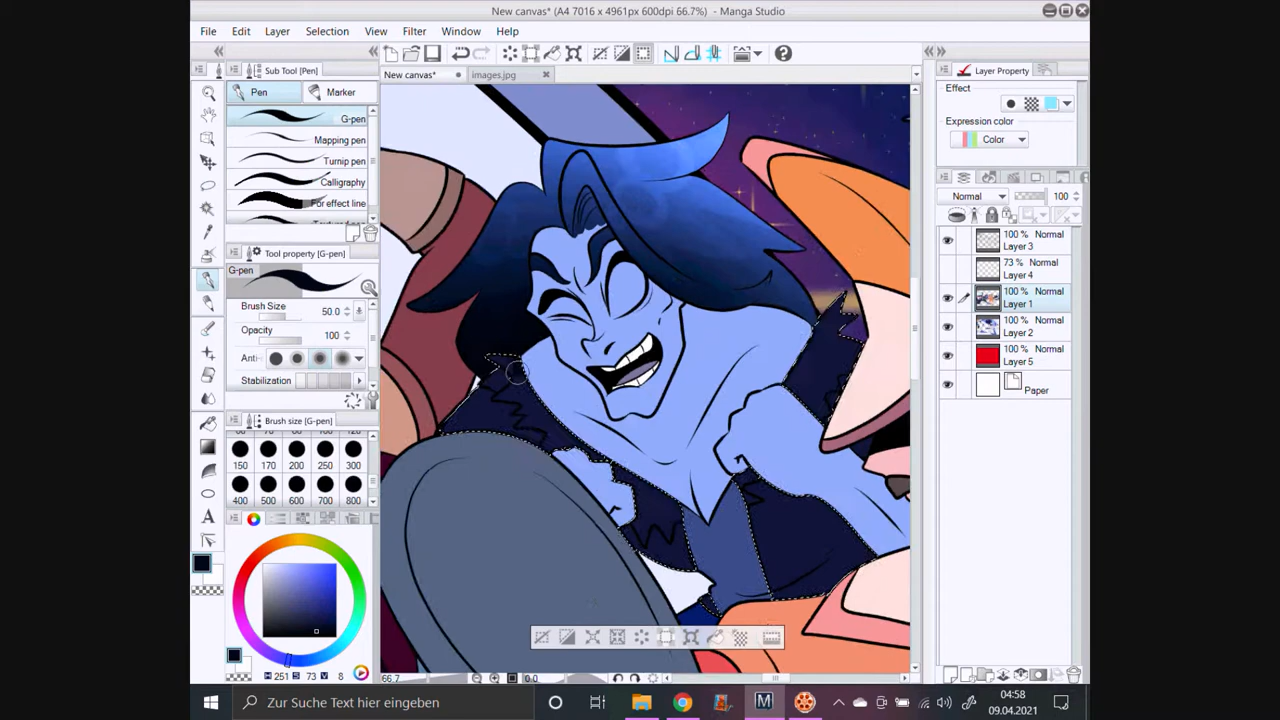 New canvas* (A4 7016 x 4961px 600dpi 66.7%) - Manga Studio
File Edit Layer Selection View Filter Window Help
Sub Tool [Pen]
New canvas* images.jpg
Layer Property
Pen Marker
Effect
G-pen
Expression color
Mapping pen
Color
Turnip pen
Calligraphy
For effect line
Normal 100
100 % Normal
Layer 3
Tool property [G-pen]
73 % Normal
Layer 4
G-pen
100 % Normal
Layer 1
Brush Size 50.0
100 % Normal
Layer 2
Opacity 100
Anti-
100 % Normal
Layer 5
Stabilization
Paper
Brush size [G-pen]
150 170 200 250 300
400 500 600 700 800
H 251 S 73 V 8
66.7 0.0
Zur Suche Text hier eingeben
04:58
09.04.2021